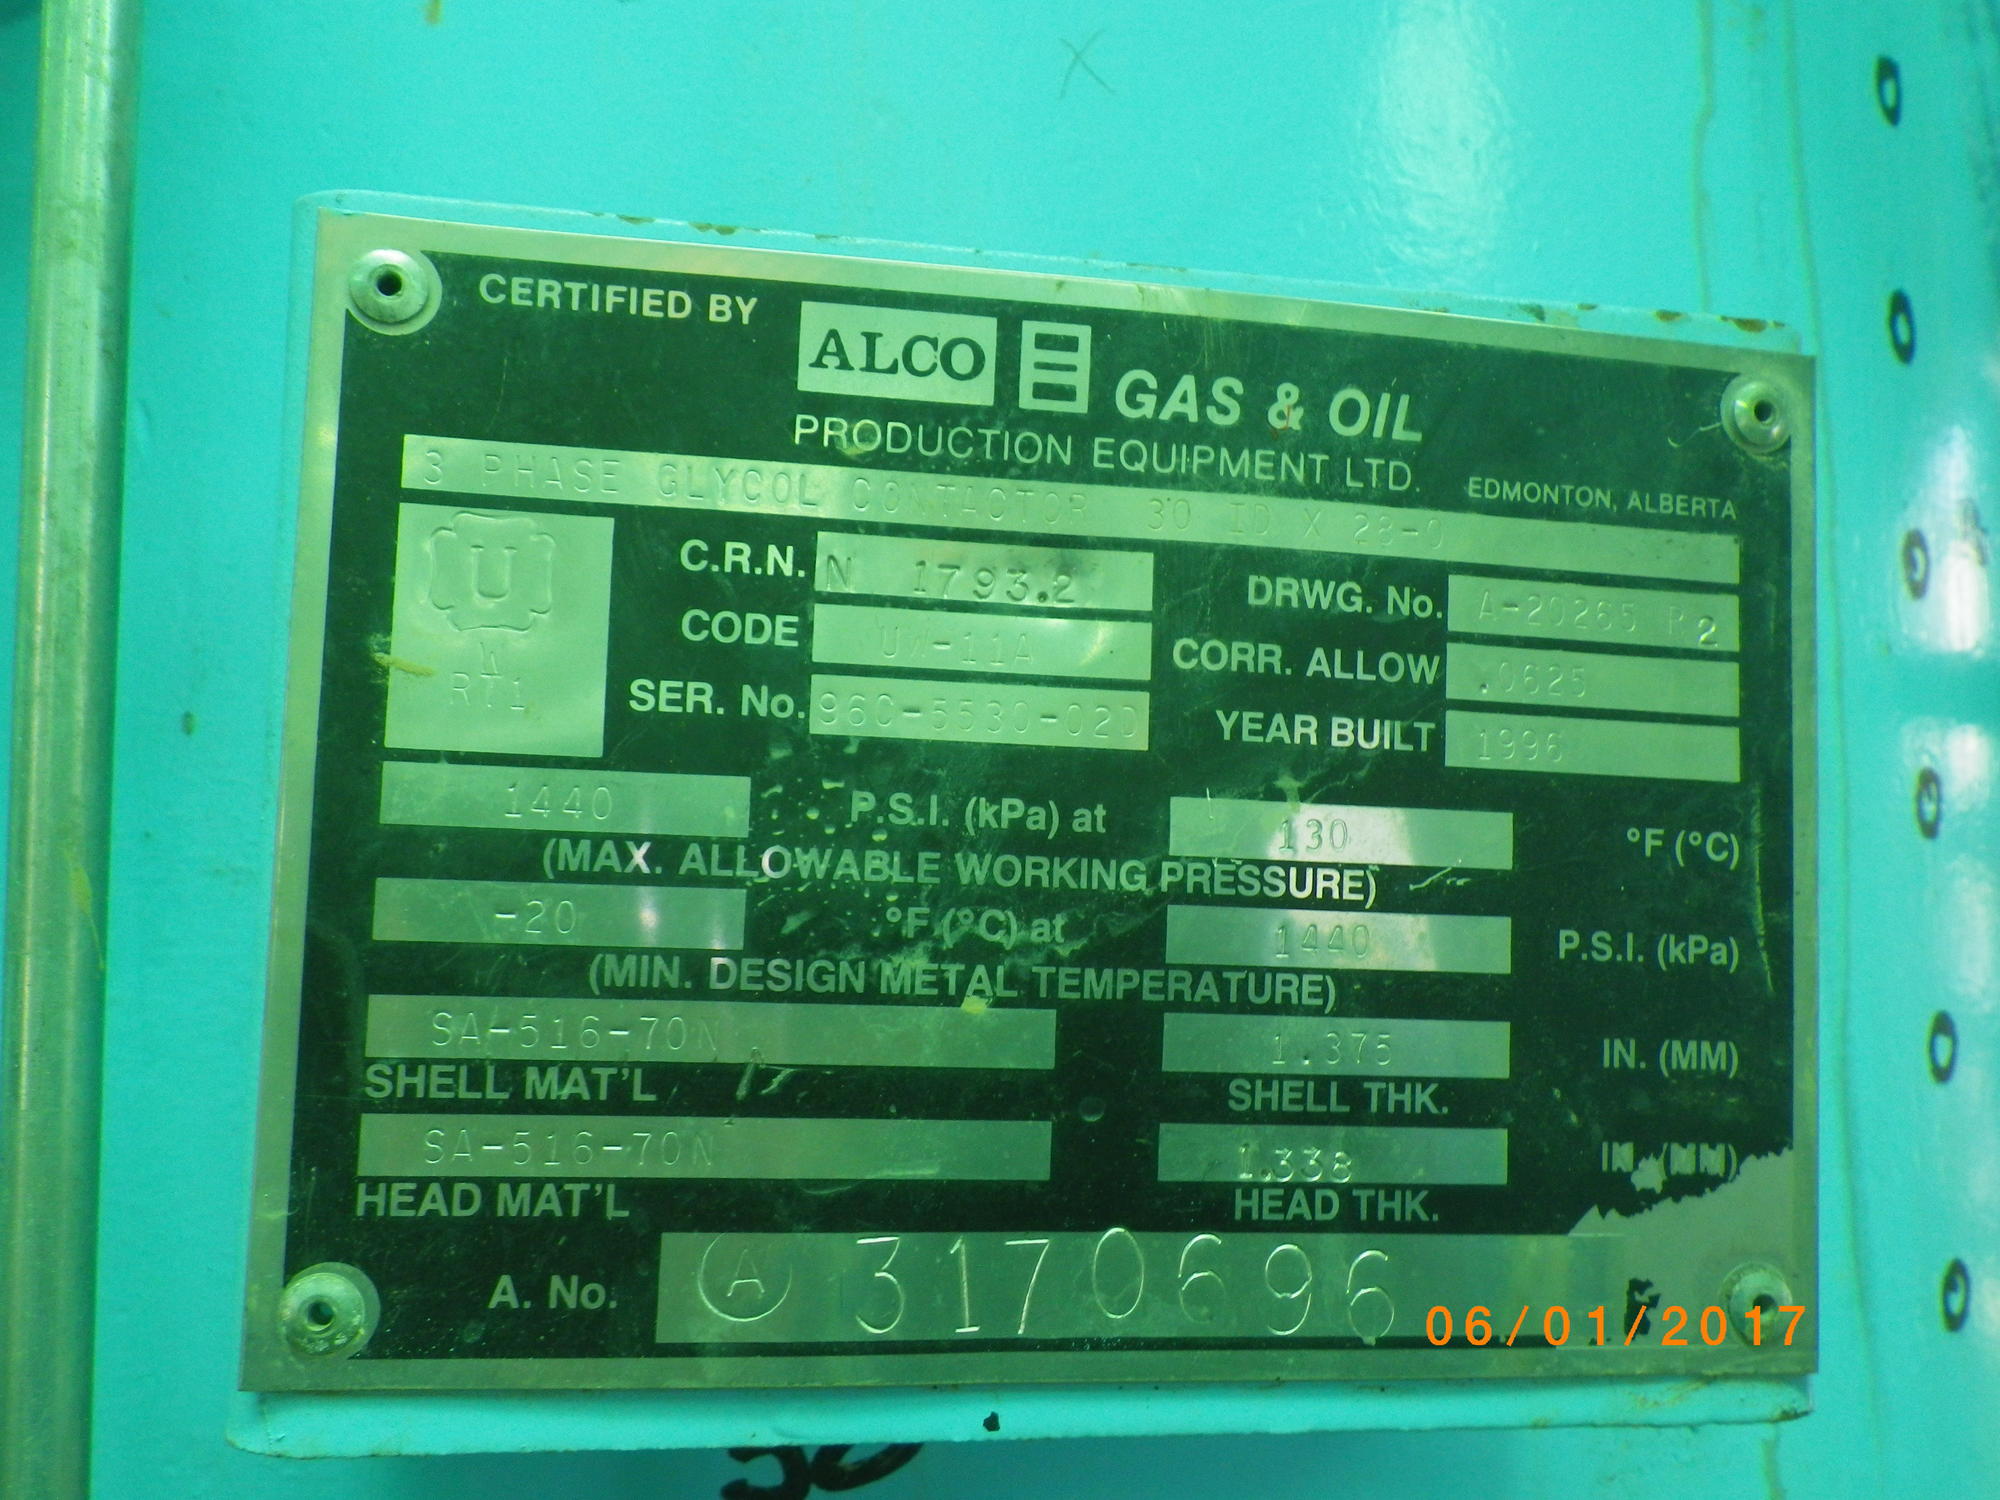 CERTIFIED BY ALCO GAS & OIL
PRODUCTION EQUIPMENT LTD. EDMONTON, ALBERTA
3 PHASE GLYCOL CONTACTOR 30 ID X 28-0
U
W
RT1
C.R.N. N 1793.2
DRWG. No. A-20265 R2
CODE UW-11A
CORR. ALLOW .0625
SER. No. 96C-5530-02D
YEAR BUILT 1996
1440 P.S.I. (kPa) at 130 °F (°C)
(MAX. ALLOWABLE WORKING PRESSURE)
-20 °F (°C) at 1440 P.S.I. (kPa)
(MIN. DESIGN METAL TEMPERATURE)
SA-516-70N 1.375 IN. (MM)
SHELL MAT'L SHELL THK.
SA-516-70N 1.338 IN. (MM)
HEAD MAT'L HEAD THK.
A. No. A 3170696
06/01/2017